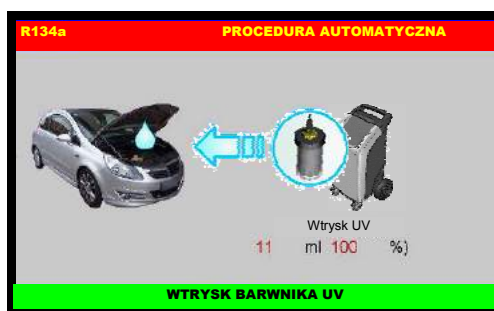 R134a PROCEDURA AUTOMATYCZNA
Wtrysk UV
11 ml 100 %)
WTRYSK BARWNIKA UV